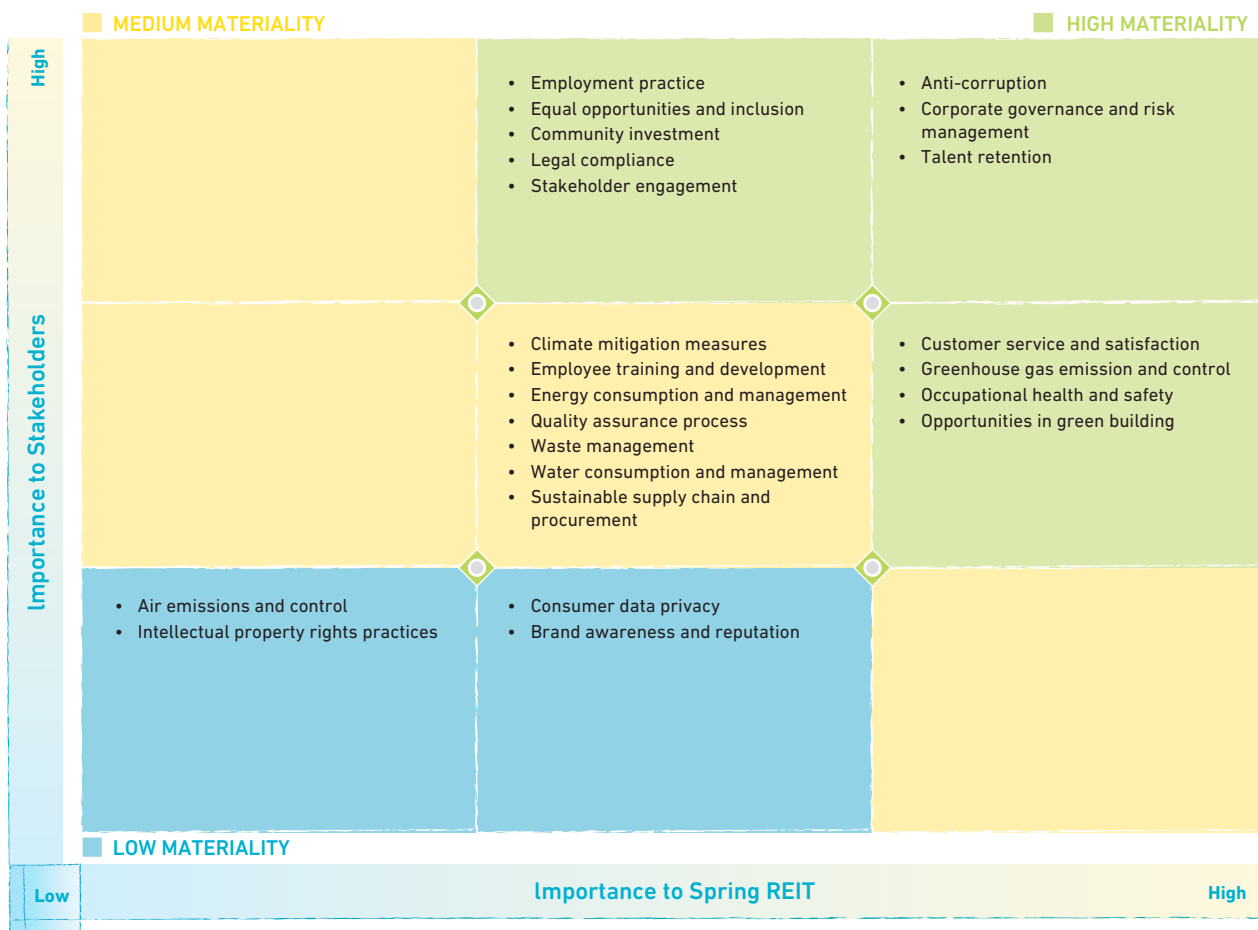 MEDIUM MATERIALITY
HIGH MATERIALITY
High
Importance to Stakeholders
• Employment practice
• Equal opportunities and inclusion
• Community investment
• Legal compliance
• Stakeholder engagement
• Anti-corruption
• Corporate governance and risk
management
• Talent retention
• Climate mitigation measures
• Employee training and development
• Energy consumption and management
• Quality assurance process
• Waste management
• Water consumption and management
• Sustainable supply chain and
procurement
• Customer service and satisfaction
• Greenhouse gas emission and control
• Occupational health and safety
• Opportunities in green building
• Air emissions and control
• Intellectual property rights practices
• Consumer data privacy
• Brand awareness and reputation
LOW MATERIALITY
Low
Importance to Spring REIT
High